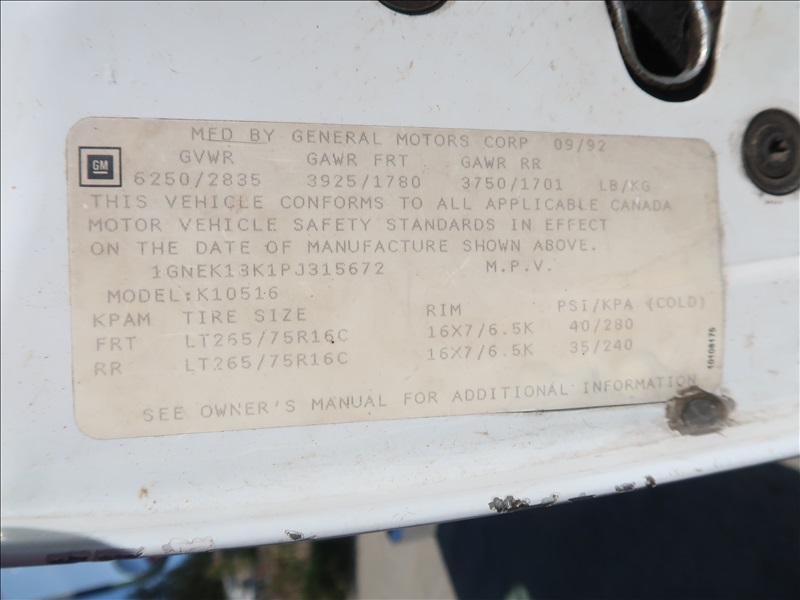 MFD BY GENERAL MOTORS CORP 09/92
GM
GVWR GAWR FRT GAWR RR
6250/2835 3925/1780 3750/1701 LB/KG
THIS VEHICLE CONFORMS TO ALL APPLICABLE CANADA
MOTOR VEHICLE SAFETY STANDARDS IN EFFECT
ON THE DATE OF MANUFACTURE SHOWN ABOVE.
1GNEK13K1PJ315672 M.P.V.
MODEL:K10516
KPAM TIRE SIZE RIM PSI/KPA (COLD)
FRT LT265/75R16C 16X7/6.5K 40/280
RR LT265/75R16C 16X7/6.5K 35/240
SEE OWNER'S MANUAL FOR ADDITIONAL INFORMATION
10108175